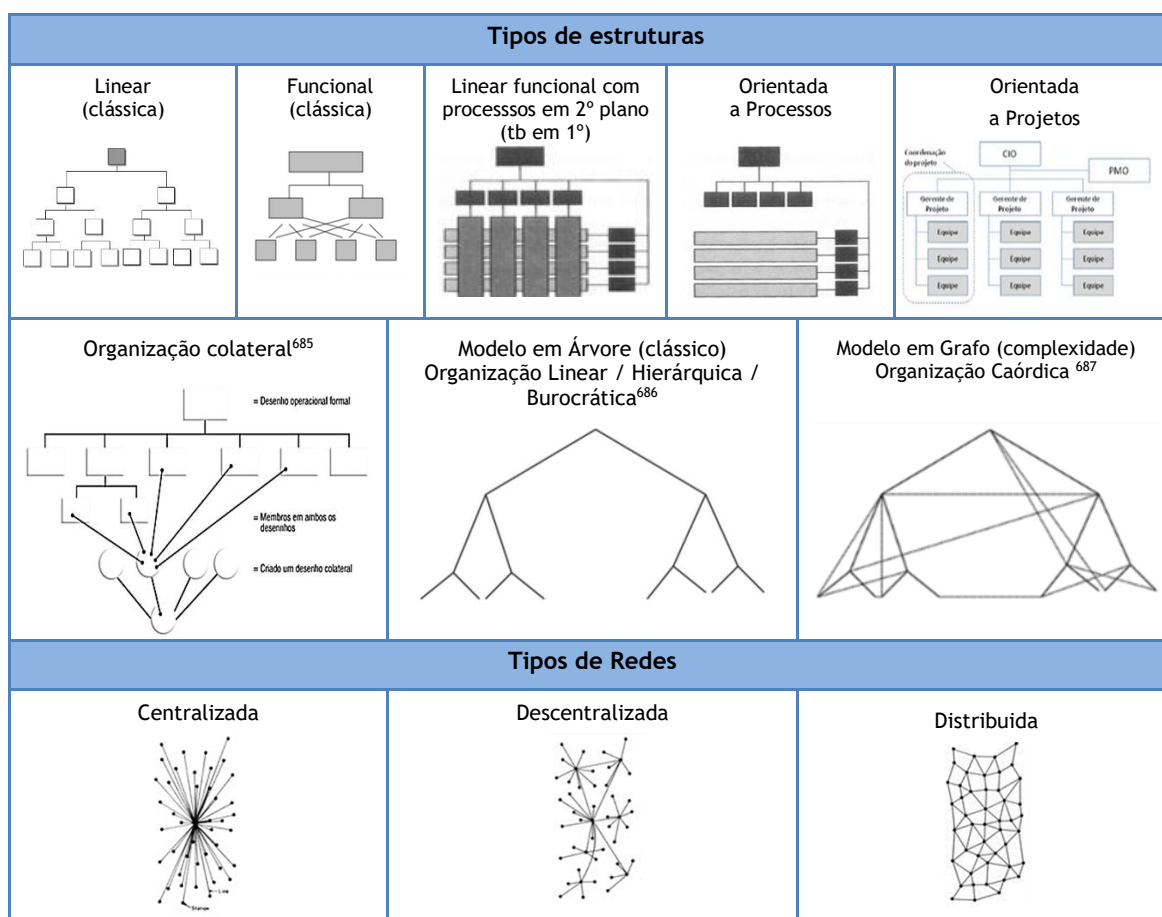 Tipos de estruturas
Linear
(clássica)
Funcional
(clássica)
Linear funcional com
processsos em 2º plano
(tb em 1º)
Orientada
a Processos
Orientada
a Projetos
Coordenação
do projeto
CIO
PMO
Gerente de
Projeto
Gerente de
Projeto
Gerente de
Projeto
Equipe
Equipe
Equipe
Equipe
Equipe
Equipe
Equipe
Equipe
Equipe
Organização colateral⁶⁸⁵
= Desenho operacional formal
= Membros em ambos os
desenhos
= Criado um desenho colateral
Modelo em Árvore (clássico)
Organização Linear / Hierárquica /
Burocrática⁶⁸⁶
Modelo em Grafo (complexidade)
Organização Caórdica ⁶⁸⁷
Tipos de Redes
Centralizada
Link
Station
Descentralizada
Distribuida